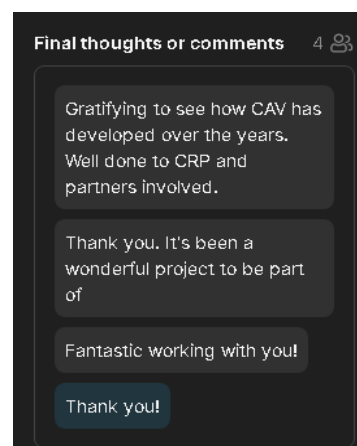 Final thoughts or comments 4
Gratifying to see how CAV has
developed over the years.
Well done to CRP and
partners involved.
Thank you. It's been a
wonderful project to be part
of
Fantastic working with you!
Thank you!